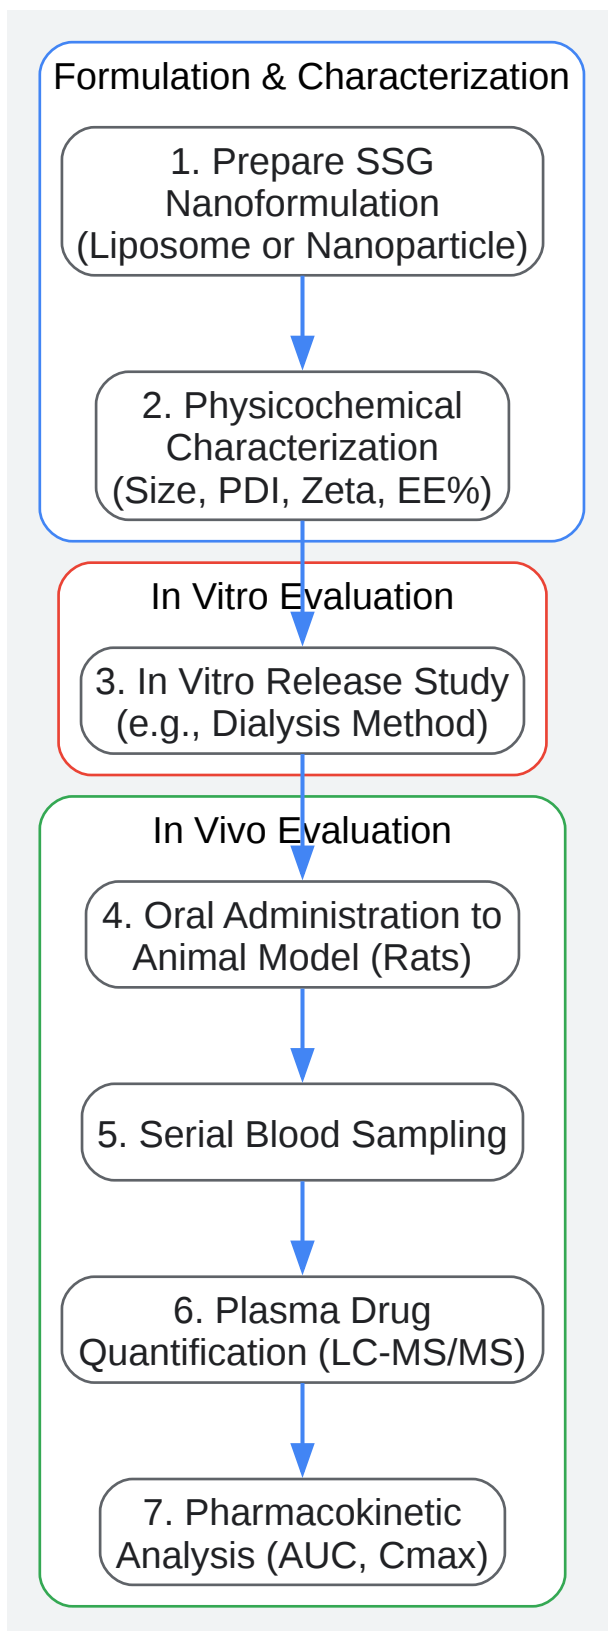 Formulation & Characterization
1. Prepare SSG
Nanoformulation
(Liposome or Nanoparticle)
2. Physicochemical
Characterization
(Size, PDI, Zeta, EE%)
In Vitro Evaluation
3. In Vitro Release Study
(e.g., Dialysis Method)
In Vivo Evaluation
4. Oral Administration to
Animal Model (Rats)
5. Serial Blood Sampling
6. Plasma Drug
Quantification (LC-MS/MS)
7. Pharmacokinetic
Analysis (AUC, Cmax)